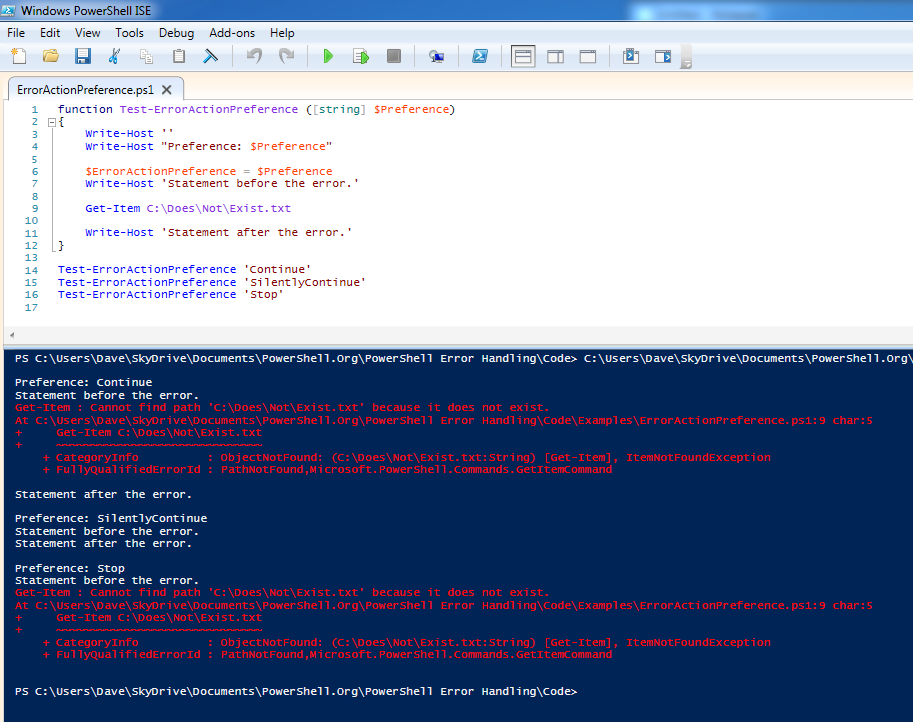 Windows PowerShell ISE
File Edit View Tools Debug Add-ons Help
ErrorActionPreference.ps1
1 function Test-ErrorActionPreference ([string] $Preference)
2 {
3 Write-Host ''
4 Write-Host "Preference: $Preference"
5
6 $ErrorActionPreference = $Preference
7 Write-Host 'Statement before the error.'
8
9 Get-Item C:\Does\Not\Exist.txt
10
11 Write-Host 'Statement after the error.'
12 }
13
14 Test-ErrorActionPreference 'Continue'
15 Test-ErrorActionPreference 'SilentlyContinue'
16 Test-ErrorActionPreference 'Stop'
17
PS C:\Users\Dave\SkyDrive\Documents\PowerShell.Org\PowerShell Error Handling\Code> C:\Users\Dave\SkyDrive\Documents\PowerShell.Org\
Preference: Continue
Statement before the error.
Get-Item : Cannot find path 'C:\Does\Not\Exist.txt' because it does not exist.
At C:\Users\Dave\SkyDrive\Documents\PowerShell.Org\PowerShell Error Handling\Code\Examples\ErrorActionPreference.ps1:9 char:5
+     Get-Item C:\Does\Not\Exist.txt
+     ~~~~~~~~~~~~~~~~~~~~~~~~~~~~~~
    + CategoryInfo          : ObjectNotFound: (C:\Does\Not\Exist.txt:String) [Get-Item], ItemNotFoundException
    + FullyQualifiedErrorId : PathNotFound,Microsoft.PowerShell.Commands.GetItemCommand
Statement after the error.
Preference: SilentlyContinue
Statement before the error.
Statement after the error.
Preference: Stop
Statement before the error.
Get-Item : Cannot find path 'C:\Does\Not\Exist.txt' because it does not exist.
At C:\Users\Dave\SkyDrive\Documents\PowerShell.Org\PowerShell Error Handling\Code\Examples\ErrorActionPreference.ps1:9 char:5
+     Get-Item C:\Does\Not\Exist.txt
+     ~~~~~~~~~~~~~~~~~~~~~~~~~~~~~~
    + CategoryInfo          : ObjectNotFound: (C:\Does\Not\Exist.txt:String) [Get-Item], ItemNotFoundException
    + FullyQualifiedErrorId : PathNotFound,Microsoft.PowerShell.Commands.GetItemCommand
PS C:\Users\Dave\SkyDrive\Documents\PowerShell.Org\PowerShell Error Handling\Code>